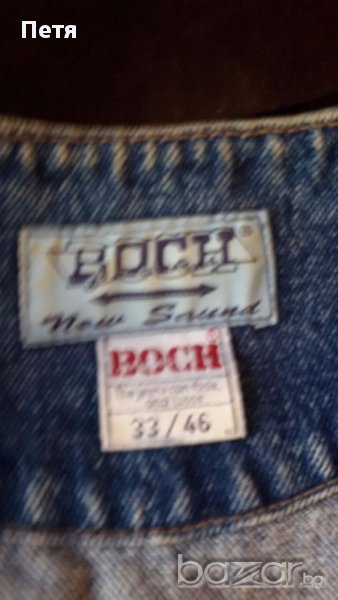 Петя
BOCH®
New Sound
BOCH®
33 / 46
bazar.bg